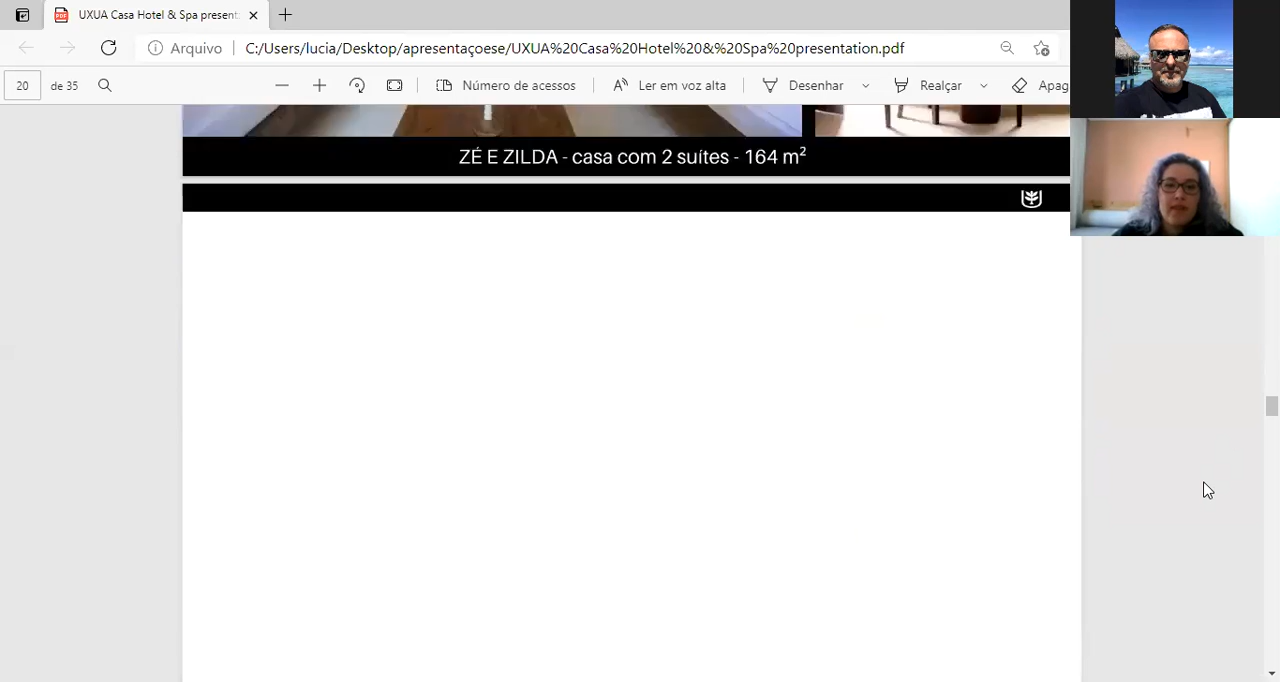 UXUA Casa Hotel & Spa present
Arquivo
C:/Users/lucia/Desktop/apresentaçoese/UXUA%20Casa%20Hotel%20&%20Spa%20presentation.pdf
20 de 35
Número de acessos
Ler em voz alta
Desenhar
Realçar
Apag
ZÉ E ZILDA - casa com 2 suítes - 164 m²